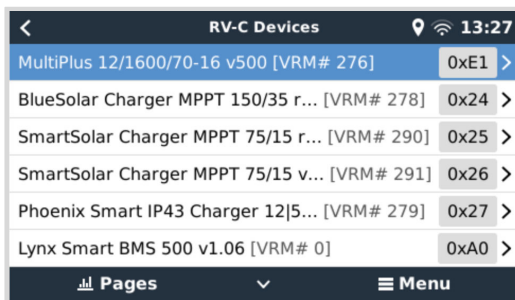 RV-C Devices 13:27
MultiPlus 12/1600/70-16 v500 [VRM# 276] 0xE1
BlueSolar Charger MPPT 150/35 r... [VRM# 278] 0x24
SmartSolar Charger MPPT 75/15 r... [VRM# 290] 0x25
SmartSolar Charger MPPT 75/15 v... [VRM# 291] 0x26
Phoenix Smart IP43 Charger 12|5... [VRM# 279] 0x27
Lynx Smart BMS 500 v1.06 [VRM# 0] 0xA0
Pages Menu